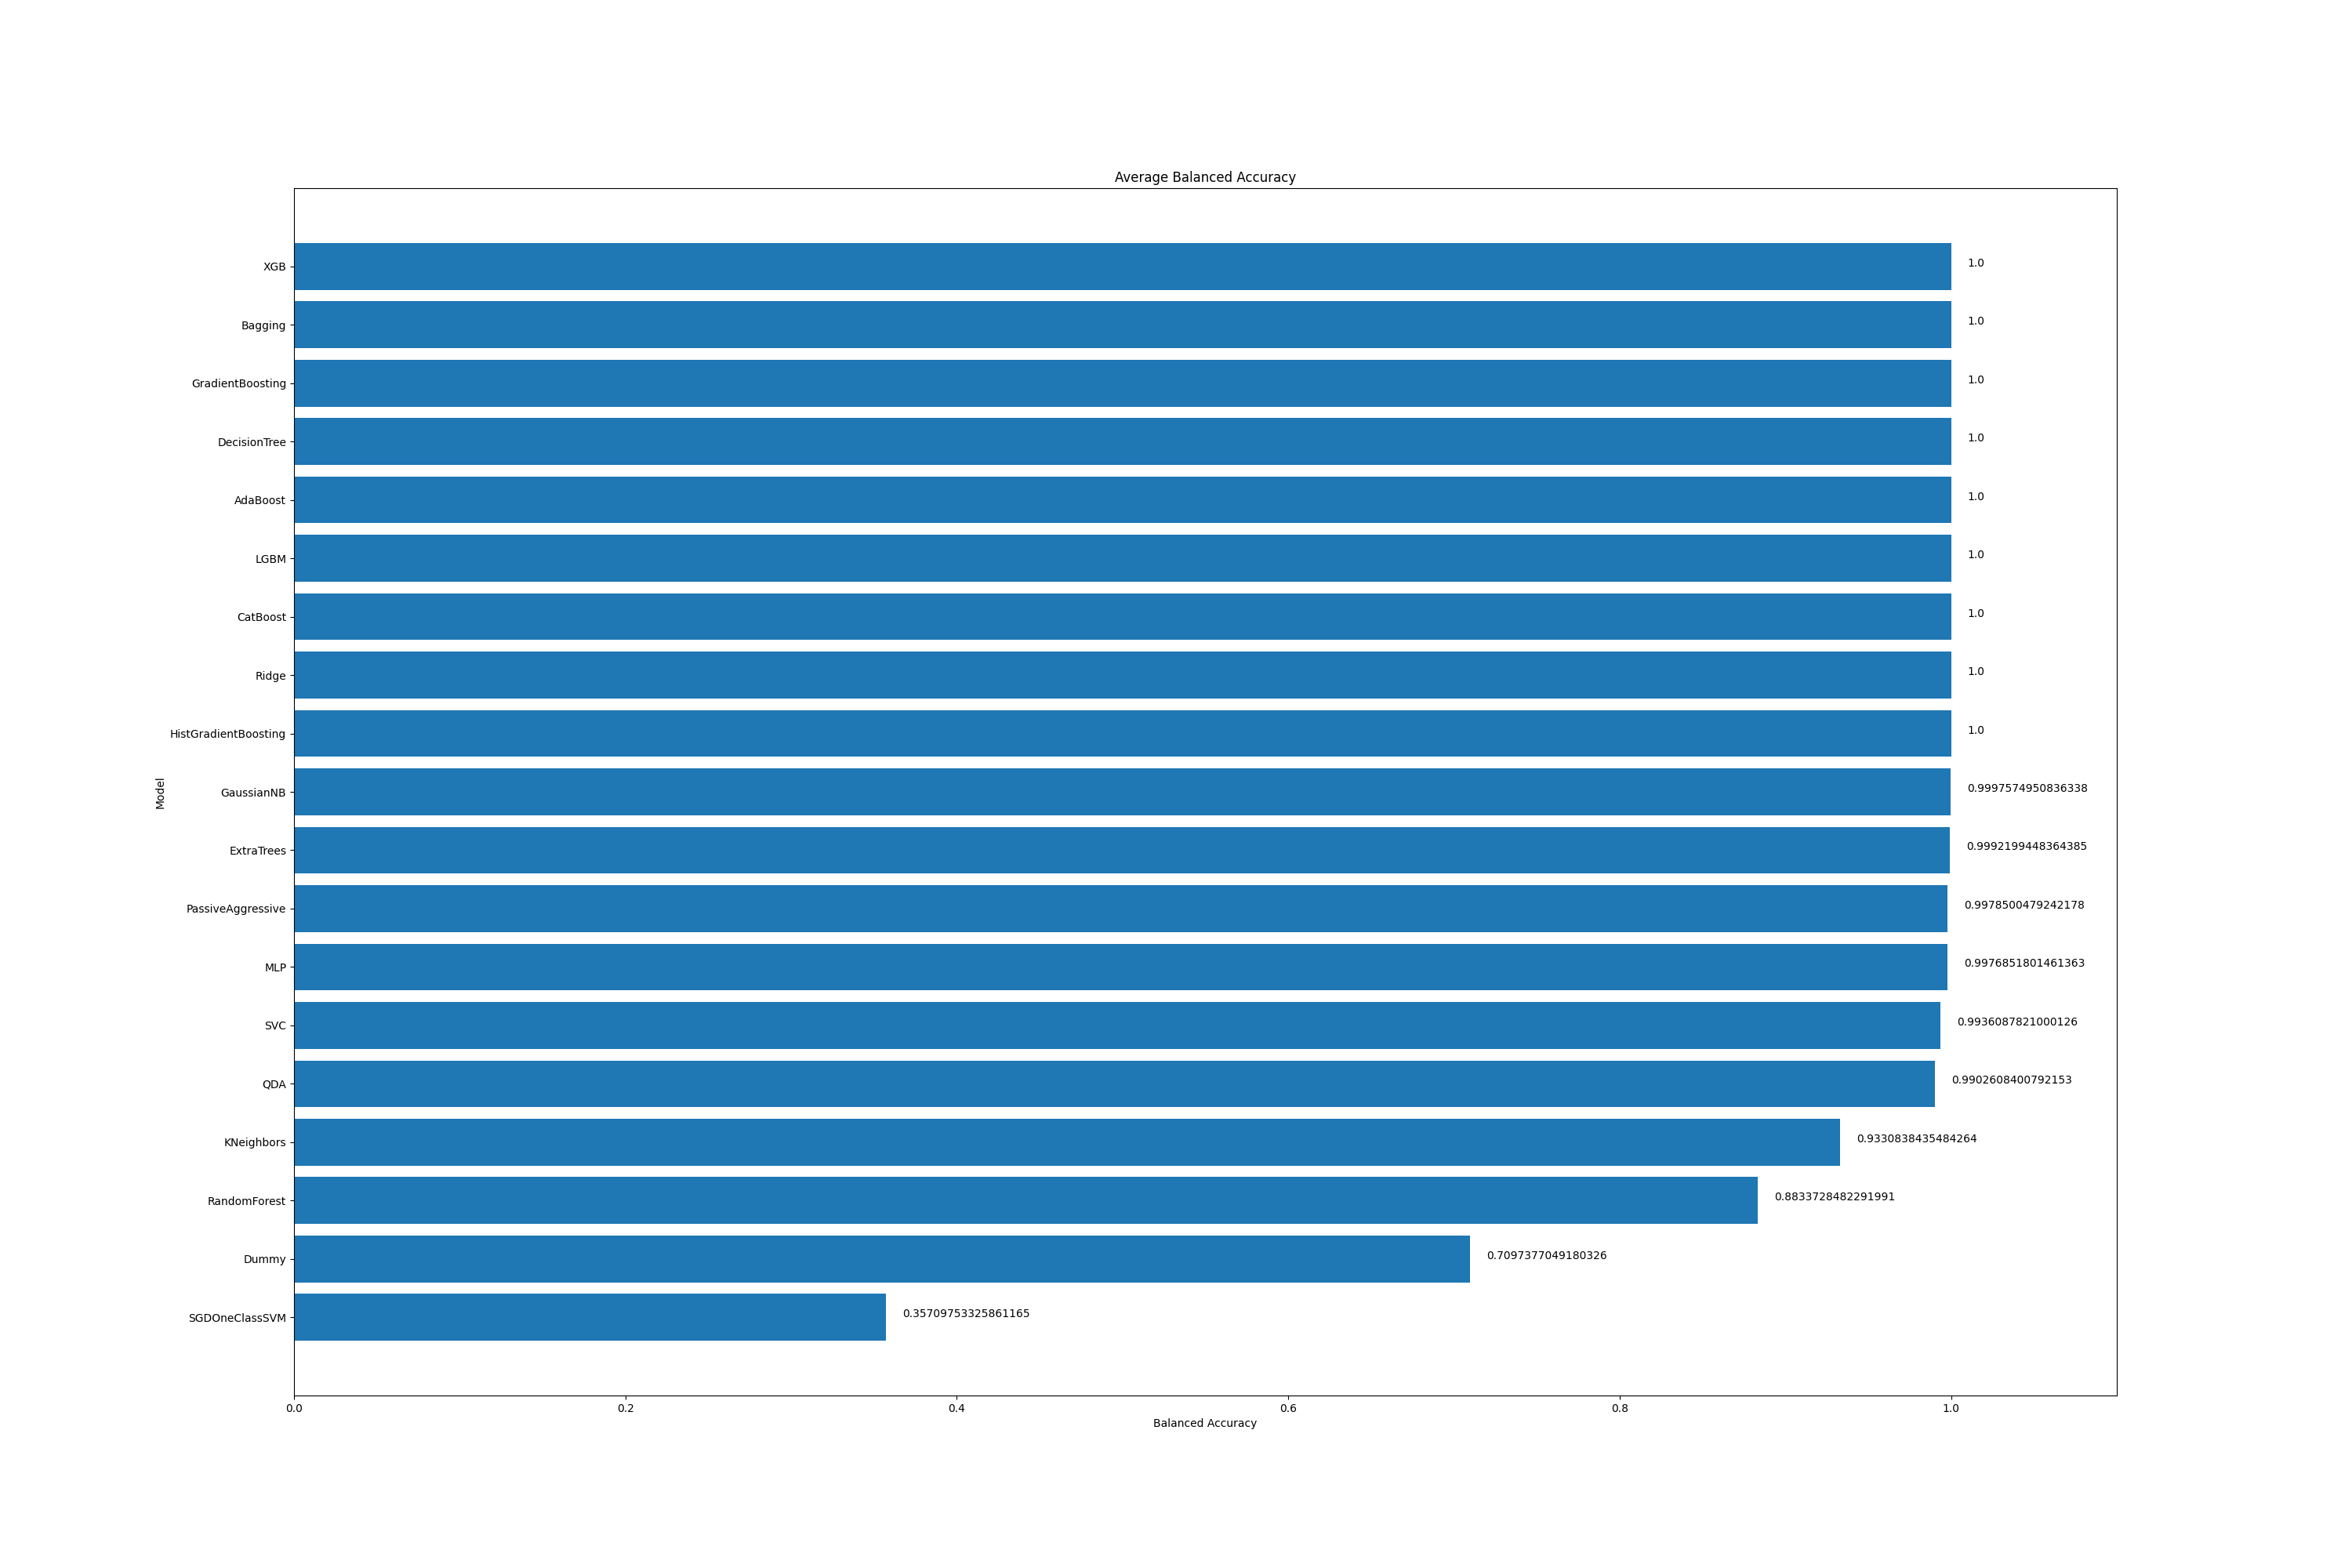 Average Balanced Accuracy
XGB 1.0
Bagging 1.0
GradientBoosting 1.0
DecisionTree 1.0
AdaBoost 1.0
LGBM 1.0
CatBoost 1.0
Ridge 1.0
HistGradientBoosting 1.0
Model
GaussianNB 0.9997574950836338
ExtraTrees 0.9992199448364385
PassiveAggressive 0.9978500479242178
MLP 0.9976851801461363
SVC 0.9936087821000126
QDA 0.9902608400792153
KNeighbors 0.9330838435484264
RandomForest 0.8833728482291991
Dummy 0.7097377049180326
SGDOneClassSVM 0.35709753325861165
0.0 0.2 0.4 0.6 0.8 1.0
Balanced Accuracy